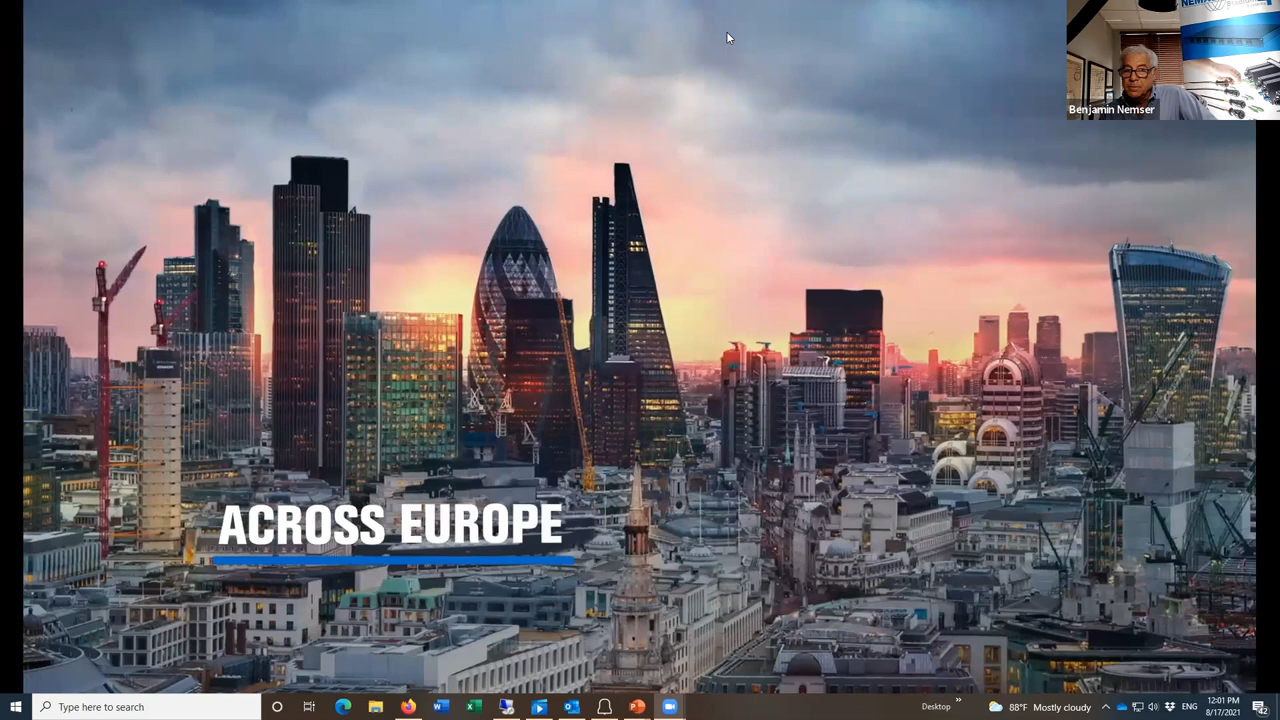 NEMI
Benjamin Nemser
ACROSS EUROPE
Type here to search
Desktop
88°F Mostly cloudy
ENG
12:01 PM
8/17/2021
42